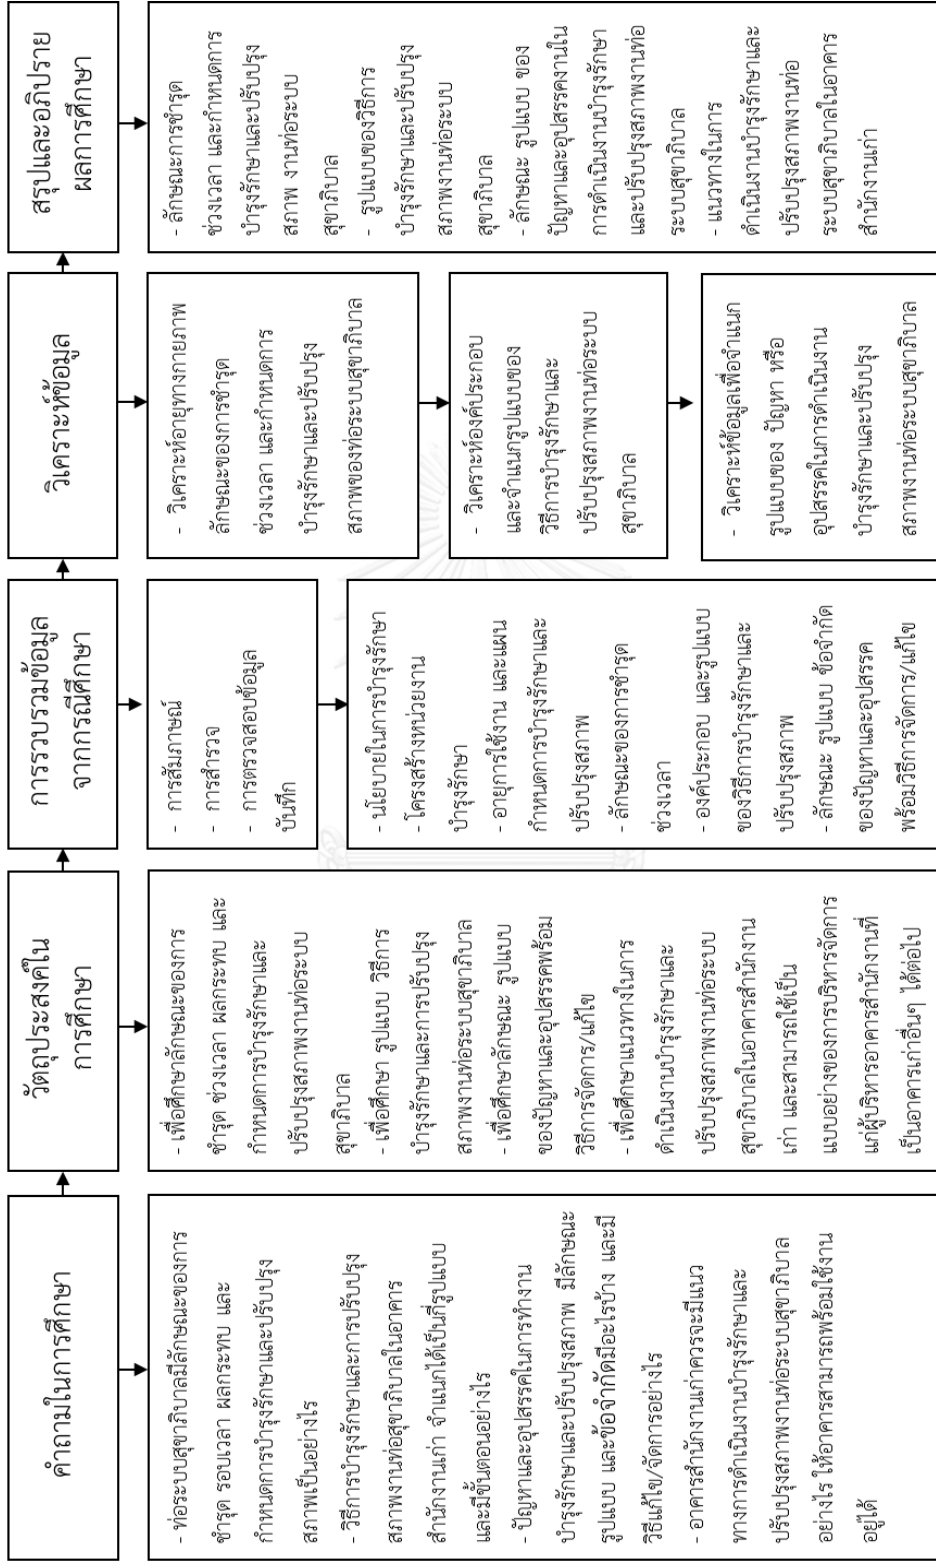 คำถามในการศึกษา
- ท่อระบบสุขาภิบาลมีลักษณะของการ
ชำรุด รอบเวลา ผลกระทบ และ
กำหนดการบำรุงรักษาและปรับปรุง
สภาพเป็นอย่างไร
- วิธีการบำรุงรักษาและการปรับปรุง
สภาพงานท่อสุขาภิบาลในอาคาร
สำนักงานเก่า จำแนกได้เป็นกี่รูปแบบ
และมีขั้นตอนอย่างไร
- ปัญหาและอุปสรรคในการทำงาน
บำรุงรักษาและปรับปรุงสภาพ มีลักษณะ
รูปแบบ และข้อจำกัดมีอะไรบ้าง และมี
วิธีแก้ไข/จัดการอย่างไร
- อาคารสำนักงานเก่าควรจะมีแนว
ทางการดำเนินงานบำรุงรักษาและ
ปรับปรุงสภาพงานท่อระบบสุขาภิบาล
อย่างไร ให้อาคารสามารถพร้อมใช้งาน
อยู่ได้
วัตถุประสงค์ใน
การศึกษา
- เพื่อศึกษาลักษณะของการ
ชำรุด ช่วงเวลา ผลกระทบ และ
กำหนดการบำรุงรักษาและ
ปรับปรุงสภาพงานท่อระบบ
สุขาภิบาล
- เพื่อศึกษา รูปแบบ วิธีการ
บำรุงรักษาและการปรับปรุง
สภาพงานท่อระบบสุขาภิบาล
- เพื่อศึกษาลักษณะ รูปแบบ
ของปัญหาและอุปสรรคพร้อม
วิธีการจัดการ/แก้ไข
- เพื่อศึกษาแนวทางในการ
ดำเนินงานบำรุงรักษาและ
ปรับปรุงสภาพงานท่อระบบ
สุขาภิบาลในอาคารสำนักงาน
เก่า และสามารถใช้เป็น
แบบอย่างของการบริหารจัดการ
แก่ผู้บริหารอาคารสำนักงานที่
เป็นอาคารเก่าอื่นๆ ได้ต่อไป
การรวบรวมข้อมูล
จากกรณีศึกษา
- การสัมภาษณ์
- การสำรวจ
- การตรวจสอบข้อมูล
บันทึก
- นโยบายในการบำรุงรักษา
- โครงสร้างหน่วยงาน
บำรุงรักษา
- อายุการใช้งาน และแผน
กำหนดการบำรุงรักษาและ
ปรับปรุงสภาพ
- ลักษณะของการชำรุด
ช่วงเวลา
- องค์ประกอบ และรูปแบบ
ของวิธีการบำรุงรักษาและ
ปรับปรุงสภาพ
- ลักษณะ รูปแบบ ข้อจำกัด
ของปัญหาและอุปสรรค
พร้อมวิธีการจัดการ/แก้ไข
วิเคราะห์ข้อมูล
- วิเคราะห์อายุทางกายภาพ
ลักษณะของการชำรุด
ช่วงเวลา และกำหนดการ
บำรุงรักษาและปรับปรุง
สภาพของท่อระบบสุขาภิบาล
- วิเคราะห์องค์ประกอบ
และจำแนกรูปแบบของ
วิธีการบำรุงรักษาและ
ปรับปรุงสภาพงานท่อระบบ
สุขาภิบาล
- วิเคราะห์ข้อมูลเพื่อจำแนก
รูปแบบของ ปัญหา หรือ
อุปสรรคในการดำเนินงาน
บำรุงรักษาและปรับปรุง
สภาพงานท่อระบบสุขาภิบาล
สรุปและอภิปราย
ผลการศึกษา
- ลักษณะการชำรุด
ช่วงเวลา และกำหนดการ
บำรุงรักษาและปรับปรุง
สภาพ งานท่อระบบ
สุขาภิบาล
- รูปแบบของวิธีการ
บำรุงรักษาและปรับปรุง
สภาพงานท่อระบบ
สุขาภิบาล
- ลักษณะ รูปแบบ ของ
ปัญหาและอุปสรรคงานใน
การดำเนินงานบำรุงรักษา
และปรับปรุงสภาพงานท่อ
ระบบสุขาภิบาล
- แนวทางในการ
ดำเนินงานบำรุงรักษาและ
ปรับปรุงสภาพงานท่อ
ระบบสุขาภิบาลในอาคาร
สำนักงานเก่า